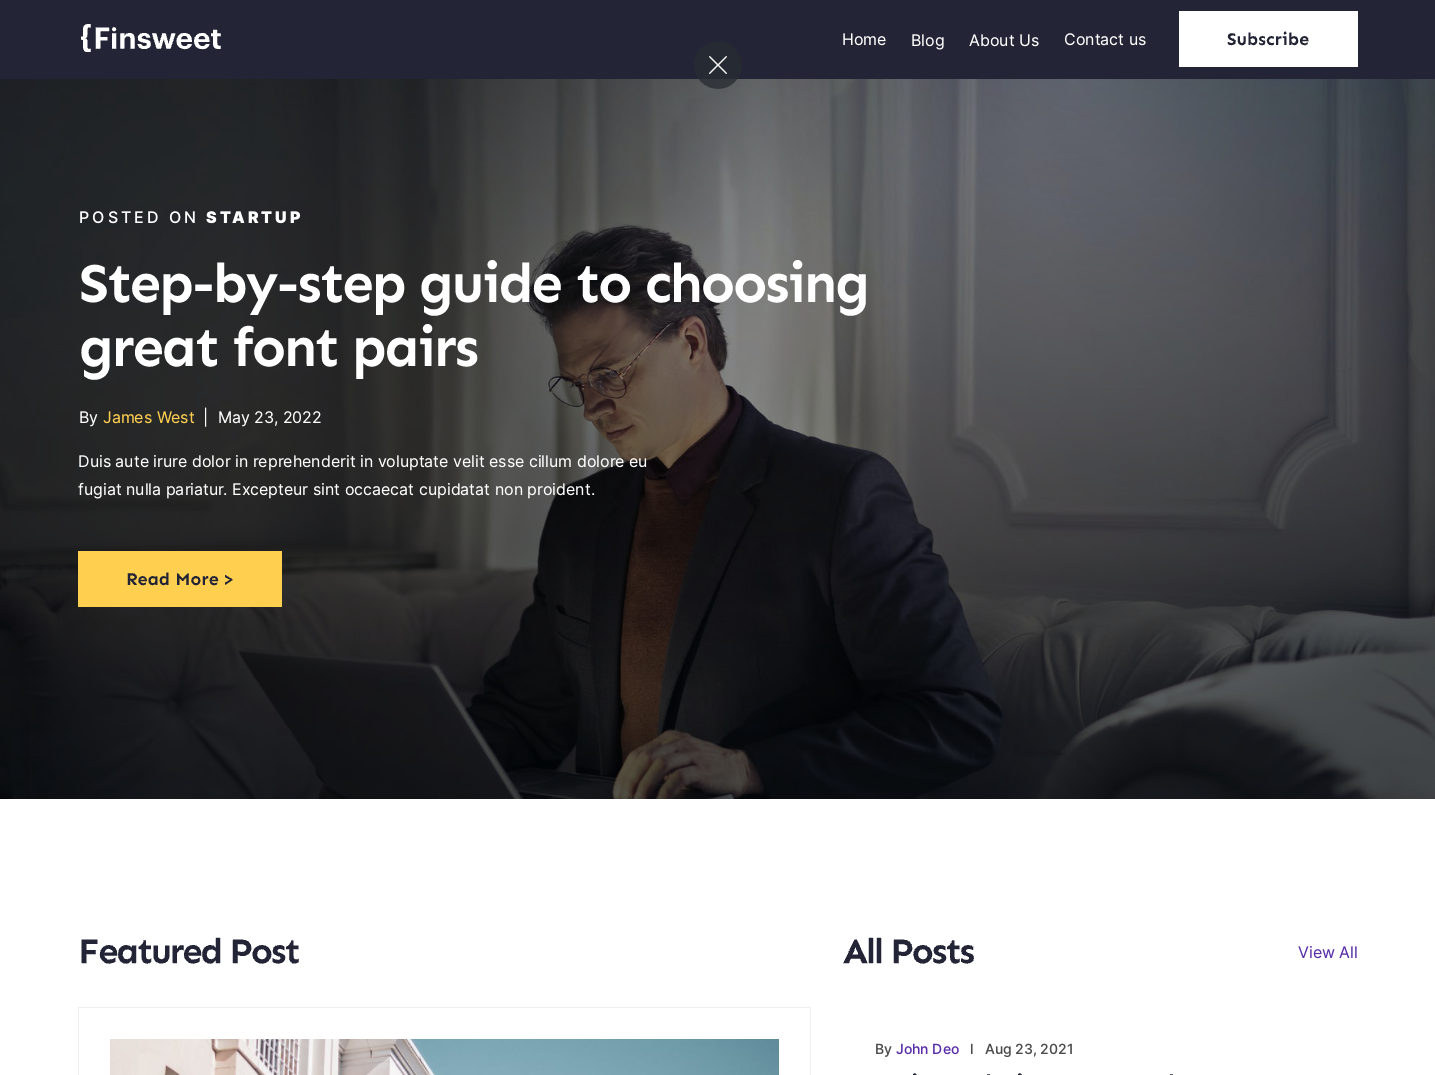 {Finsweet
Home
Blog
About Us
Contact us
Subscribe
POSTED ON STARTUP
Step-by-step guide to choosing
great font pairs
By James West | May 23, 2022
Duis aute irure dolor in reprehenderit in voluptate velit esse cillum dolore eu
fugiat nulla pariatur. Excepteur sint occaecat cupidatat non proident.
Read More >
Featured Post
All Posts
View All
By John Deo | Aug 23, 2021